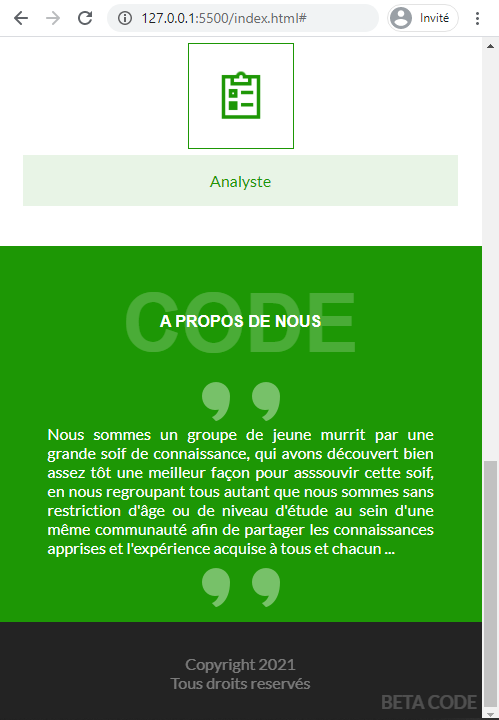 127.0.0.1:5500/index.html#
Invité
Analyste
CODE
A PROPOS DE NOUS
Nous sommes un groupe de jeune murrit par une
grande soif de connaissance, qui avons découvert bien
assez tôt une meilleur façon pour asssouvir cette soif,
en nous regroupant tous autant que nous sommes sans
restriction d'âge ou de niveau d'étude au sein d'une
même communauté afin de partager les connaissances
apprises et l'expérience acquise à tous et chacun ...
Copyright 2021
Tous droits reservés
BETA CODE